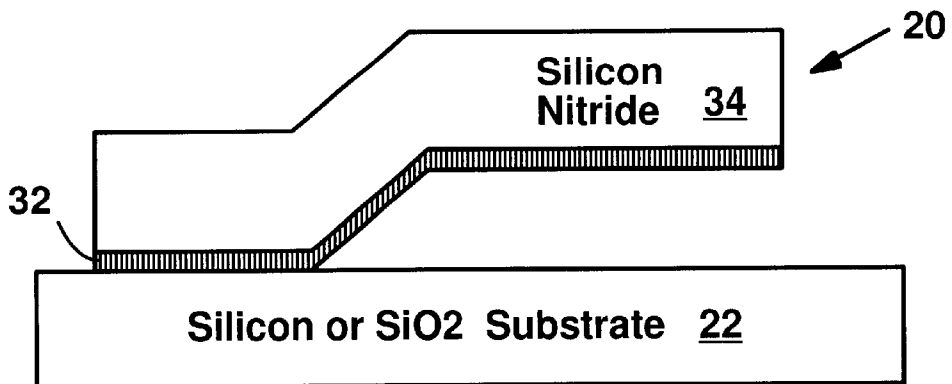 20
Silicon
Nitride 34
32
Silicon or SiO2 Substrate 22